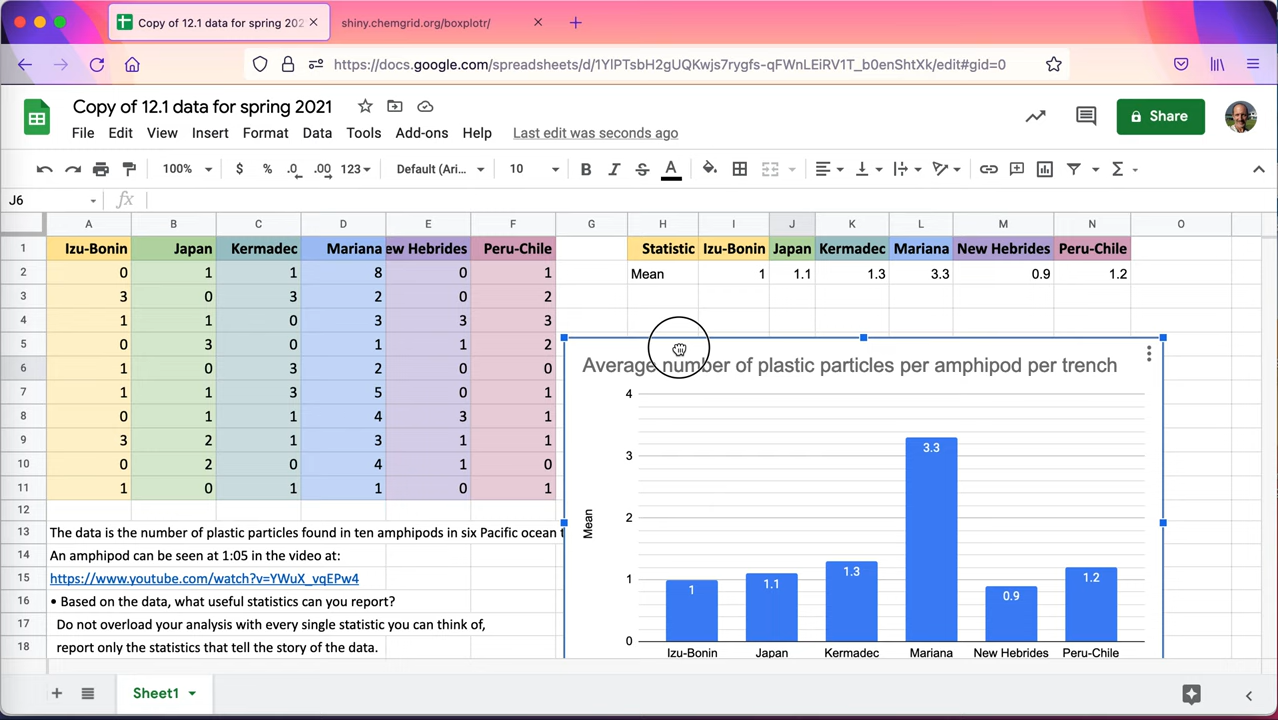 Copy of 12.1 data for spring 202
shiny.chemgrid.org/boxplotr/
https://docs.google.com/spreadsheets/d/1YlPTsbH2gUQKwjs7rygfs-qFWnLEiRV1T_b0enShtXk/edit#gid=0
Copy of 12.1 data for spring 2021
Share
File Edit View Insert Format Data Tools Add-ons Help Last edit was seconds ago
100% $ % .0 .00 123 Default (Ari... 10 B I S A
J6 fx
A B C D E F G H I J K L M N O
1 Izu-Bonin Japan Kermadec Mariana ew Hebrides Peru-Chile Statistic Izu-Bonin Japan Kermadec Mariana New Hebrides Peru-Chile
2 0 1 1 8 0 1 Mean 1 1.1 1.3 3.3 0.9 1.2
3 3 0 3 2 0 2
4 1 1 0 3 3 3
5 0 3 0 1 1 2
6 1 0 3 2 0 0
7 1 1 3 5 0 1
8 0 1 1 4 3 1
9 3 2 1 3 1 1
10 0 2 0 4 1 0
11 1 0 1 1 0 1
12
13 The data is the number of plastic particles found in ten amphipods in six Pacific ocean t
14 An amphipod can be seen at 1:05 in the video at:
15 https://www.youtube.com/watch?v=YWuX_vqEPw4
16 • Based on the data, what useful statistics can you report?
17 Do not overload your analysis with every single statistic you can think of,
18 report only the statistics that tell the story of the data.
Average number of plastic particles per amphipod per trench
Mean
4
3
2
1
0
1 1.1 1.3 3.3 0.9 1.2
Izu-Bonin Japan Kermadec Mariana New Hebrides Peru-Chile
Sheet1